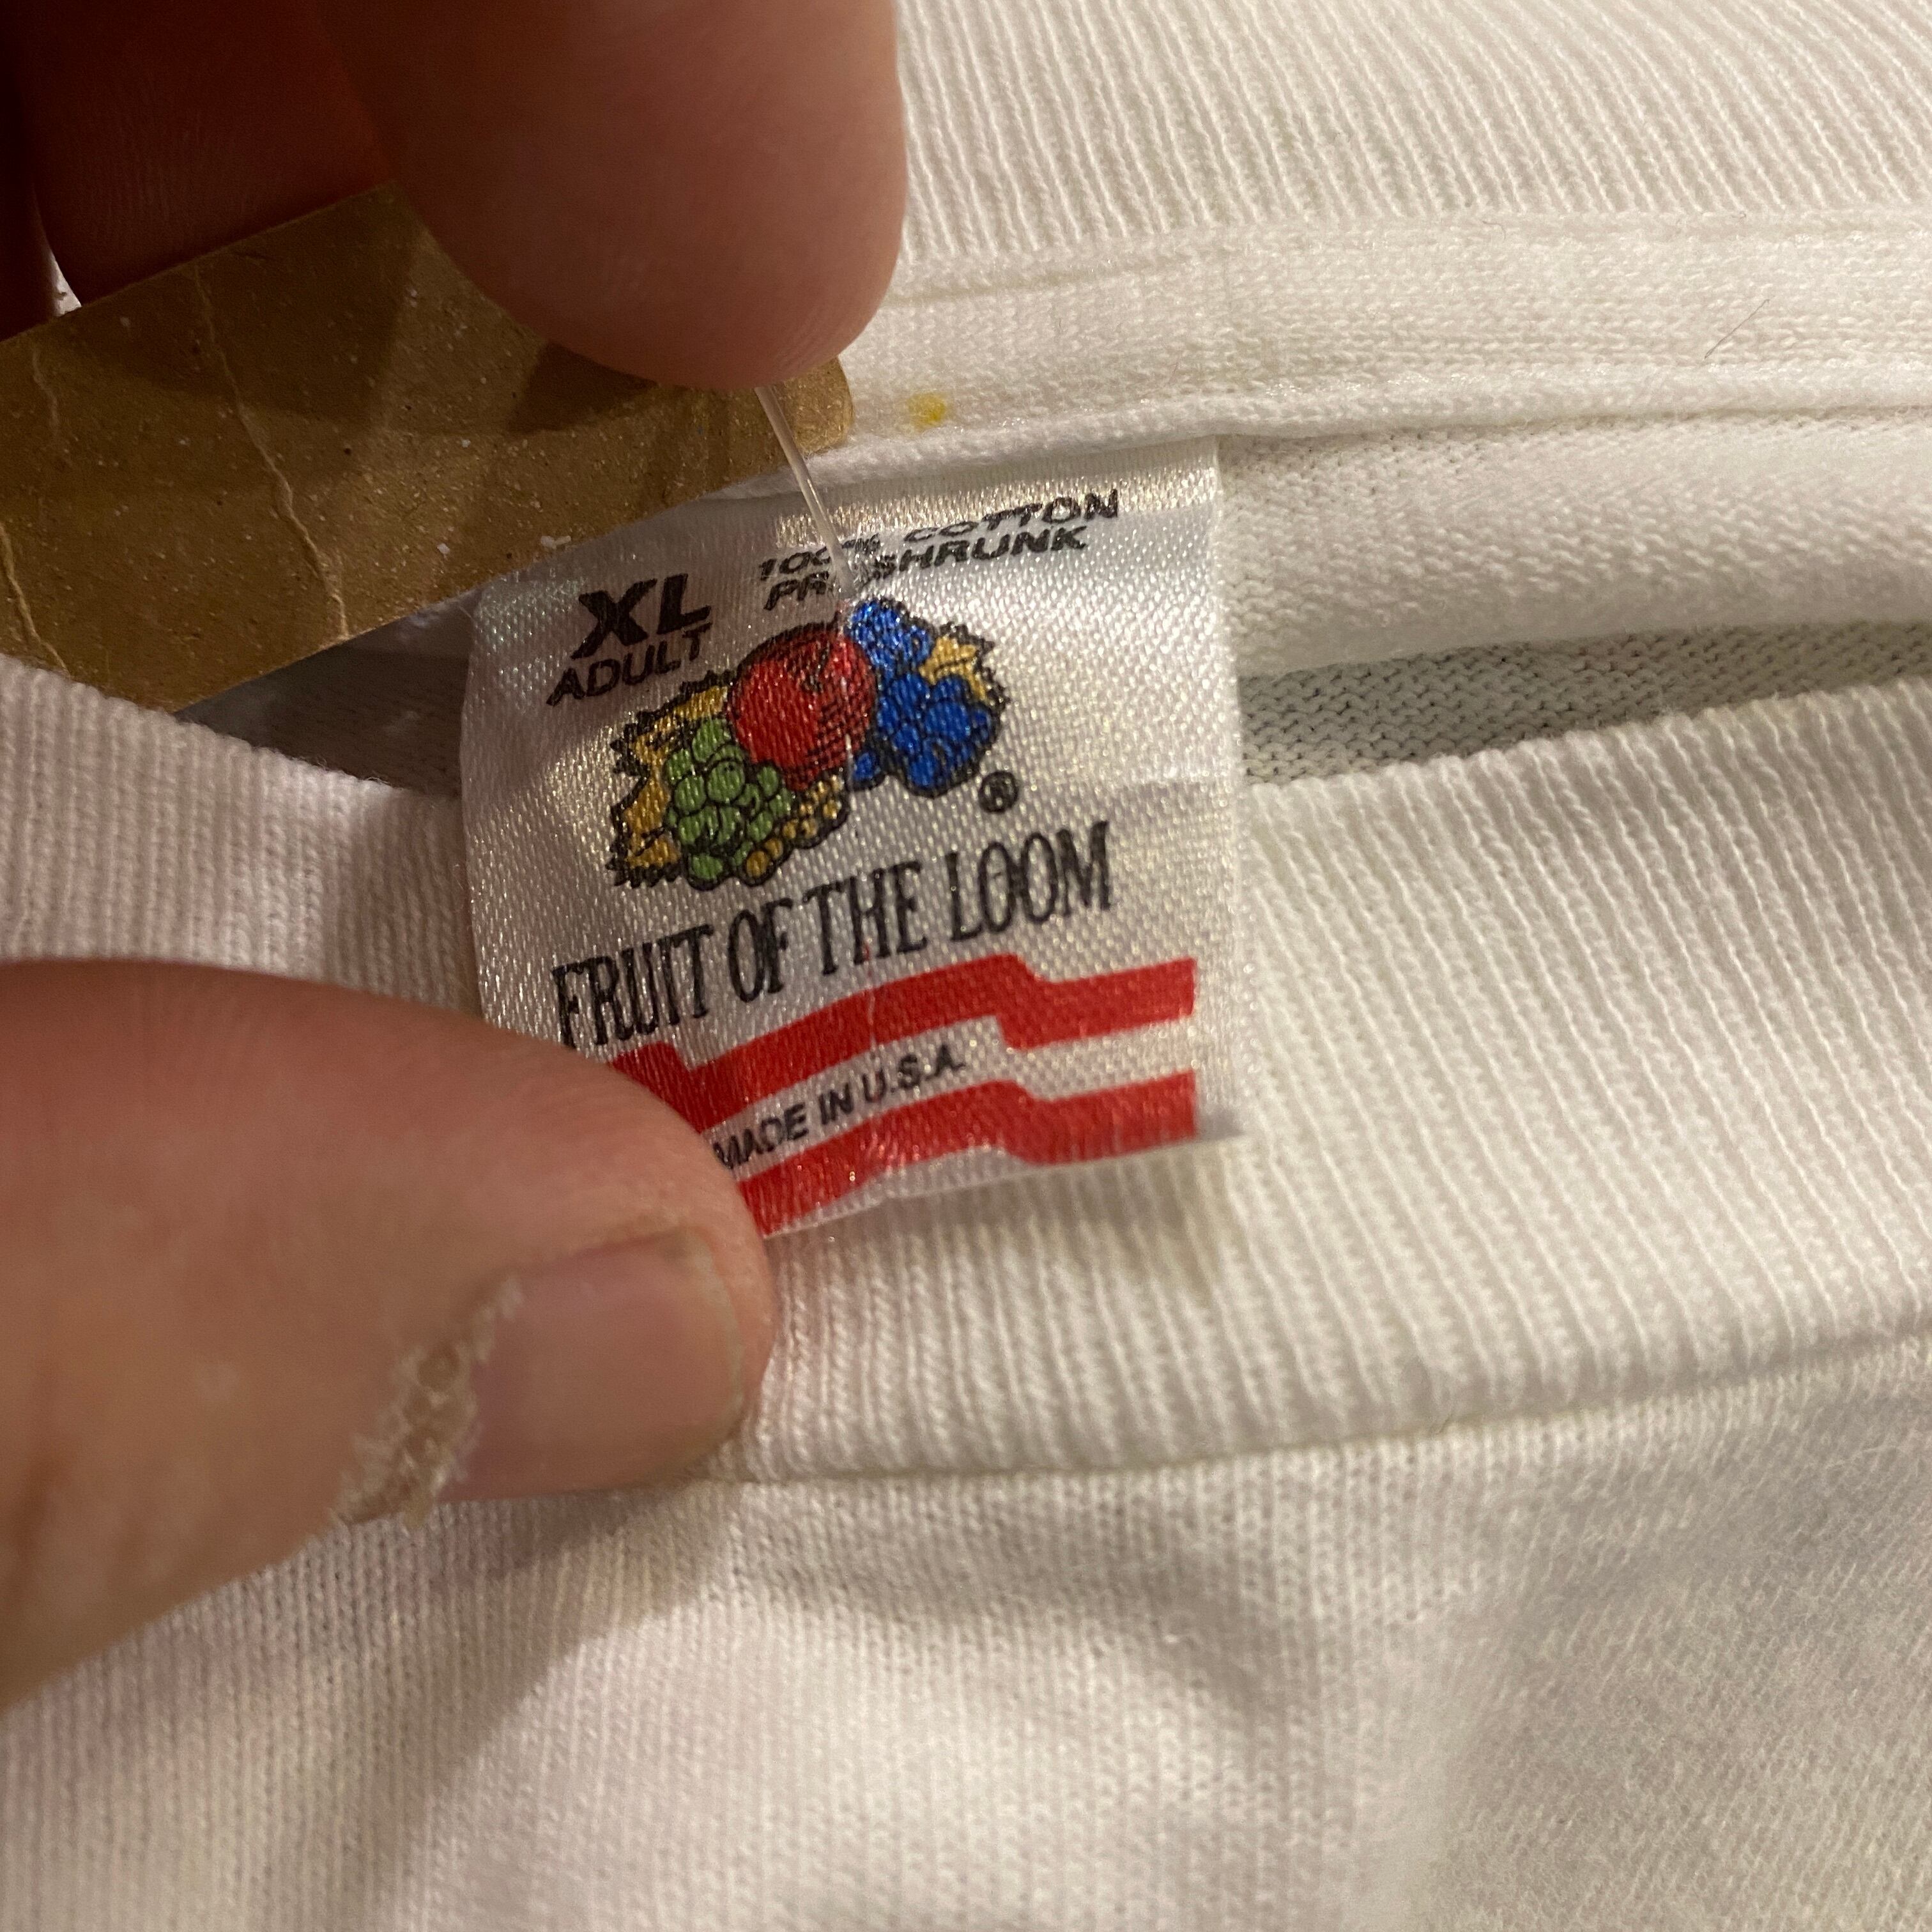 100% COTTON
PRESHRUNK
XL
ADULT
®
FRUIT OF THE LOOM
MADE IN U.S.A.